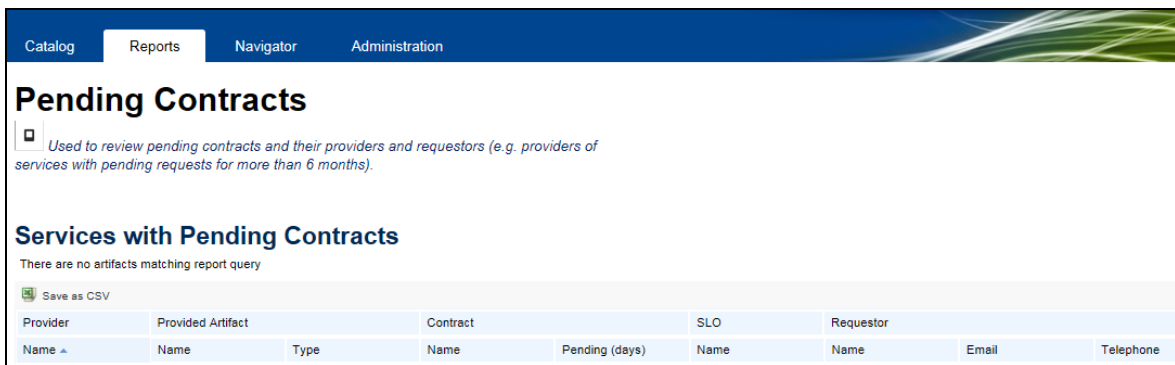 Catalog Reports Navigator Administration
Pending Contracts
Used to review pending contracts and their providers and requestors (e.g. providers of
services with pending requests for more than 6 months).
Services with Pending Contracts
There are no artifacts matching report query
Save as CSV
Provider Provided Artifact Contract SLO Requestor
Name Name Type Name Pending (days) Name Name Email Telephone